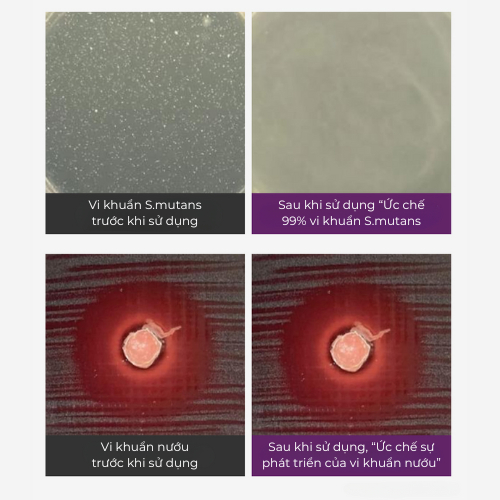 Vi khuẩn S.mutans
trước khi sử dụng
Sau khi sử dụng “Ức chế
99% vi khuẩn S.mutans
Vi khuẩn nướu
trước khi sử dụng
Sau khi sử dụng, “Ức chế sự
phát triển của vi khuẩn nướu”